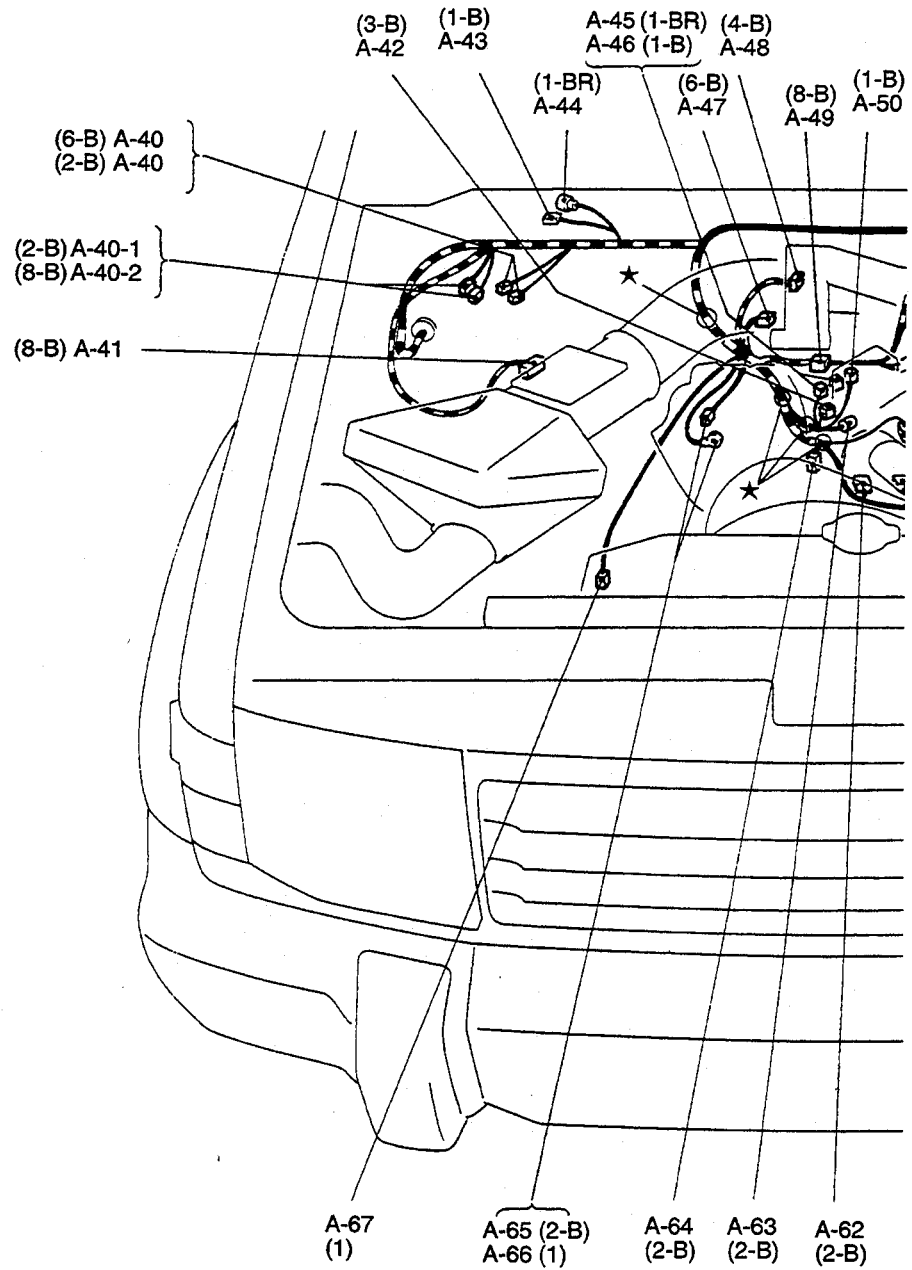 (3-B)
A-42
(1-B)
A-43
A-45 (1-BR)
A-46 (1-B)
(4-B)
A-48
(1-BR)
A-44
(6-B)
A-47
(8-B)
A-49
(1-B)
A-50
(6-B) A-40
(2-B) A-40
(2-B) A-40-1
(8-B) A-40-2
(8-B) A-41
A-67
(1)
A-65 (2-B)
A-66 (1)
A-64
(2-B)
A-63
(2-B)
A-62
(2-B)